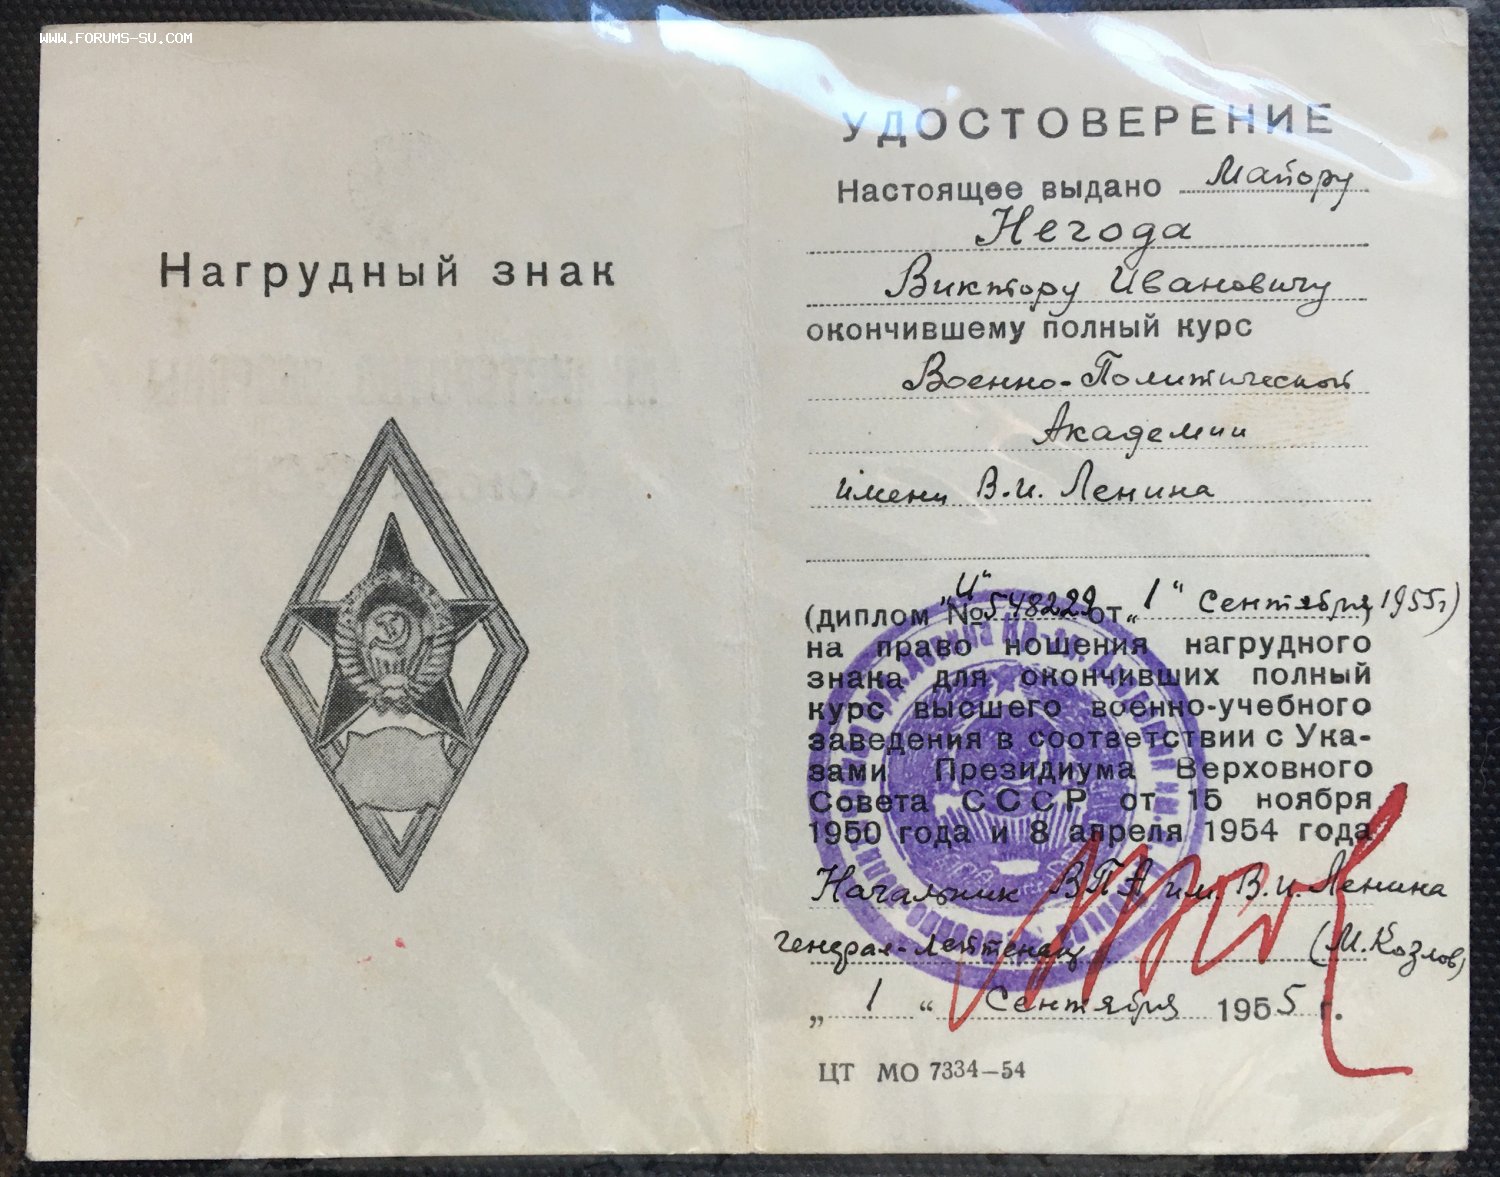 WWW.FORUMS-SU.COM
Нагрудный знак
УДОСТОВЕРЕНИЕ
Настоящее выдано Майору
Негода
Виктору Ивановичу
окончившему полный курс
Военно-Политической
Академии
имени В.И. Ленина
(диплом № „И“ 548229 от „1“ Сентября 1955г)
на право ношения нагрудного
знака для окончивших полный
курс высшего военно-учебного
заведения в соответствии с Ука-
зами Президиума Верховного
Совета СССР от 15 ноября
1950 года и 8 апреля 1954 года
Начальник ВПА им. В.И. Ленина
генерал-лейтенант (М. Козлов)
„1“ Сентября 1955 г.
ЦТ МО 7334—54